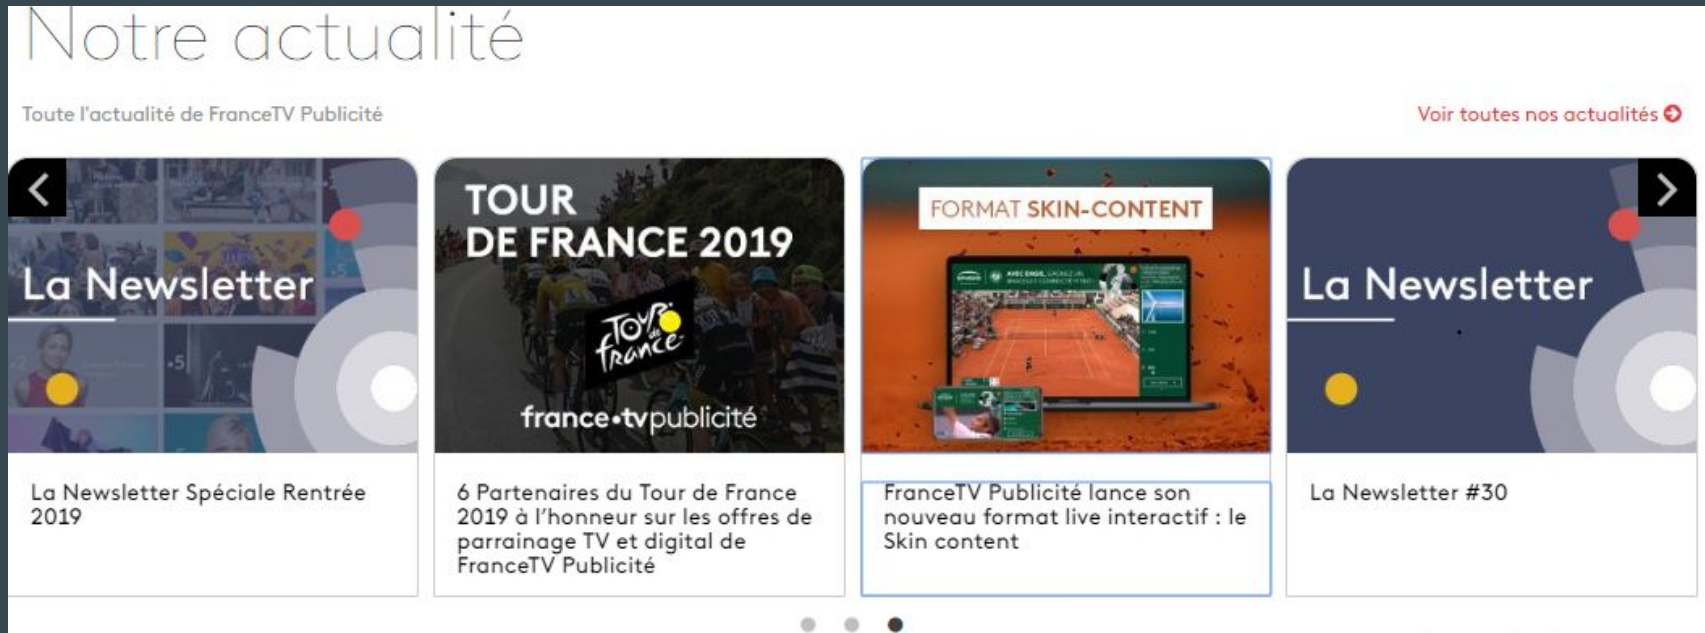 Notre actualité
Toute l'actualité de FranceTV Publicité
Voir toutes nos actualités
La Newsletter
La Newsletter Spéciale Rentrée
2019
TOUR
DE FRANCE 2019
TOUR
de
france
france•tvpublicité
6 Partenaires du Tour de France
2019 à l'honneur sur les offres de
parrainage TV et digital de
FranceTV Publicité
FORMAT SKIN-CONTENT
FranceTV Publicité lance son
nouveau format live interactif : le
Skin content
La Newsletter
La Newsletter #30